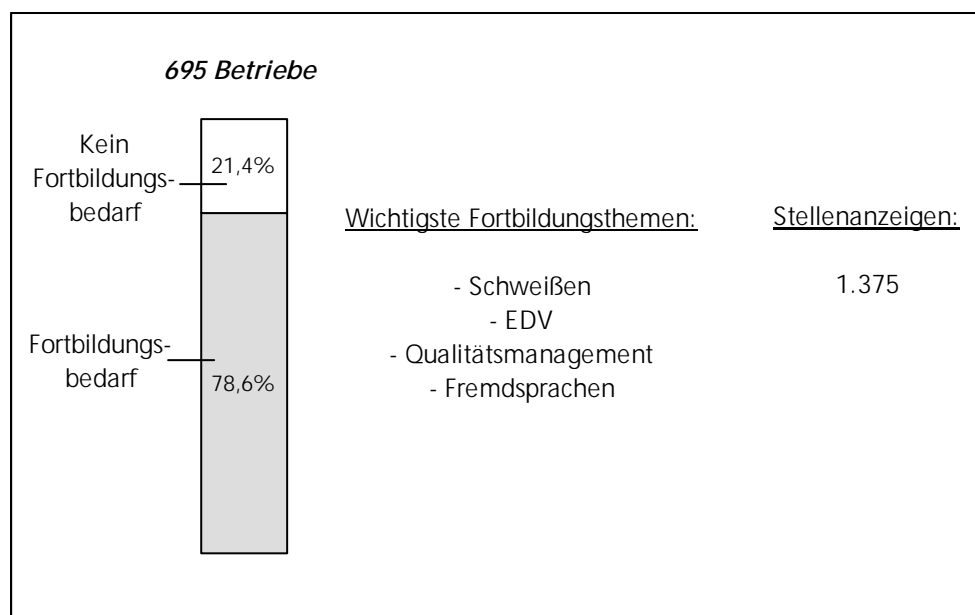 695 Betriebe
Kein
Fortbildungs-
bedarf
21,4%
Fortbildungs-
bedarf
78,6%
Wichtigste Fortbildungsthemen:
- Schweißen
- EDV
- Qualitätsmanagement
- Fremdsprachen
Stellenanzeigen:
1.375